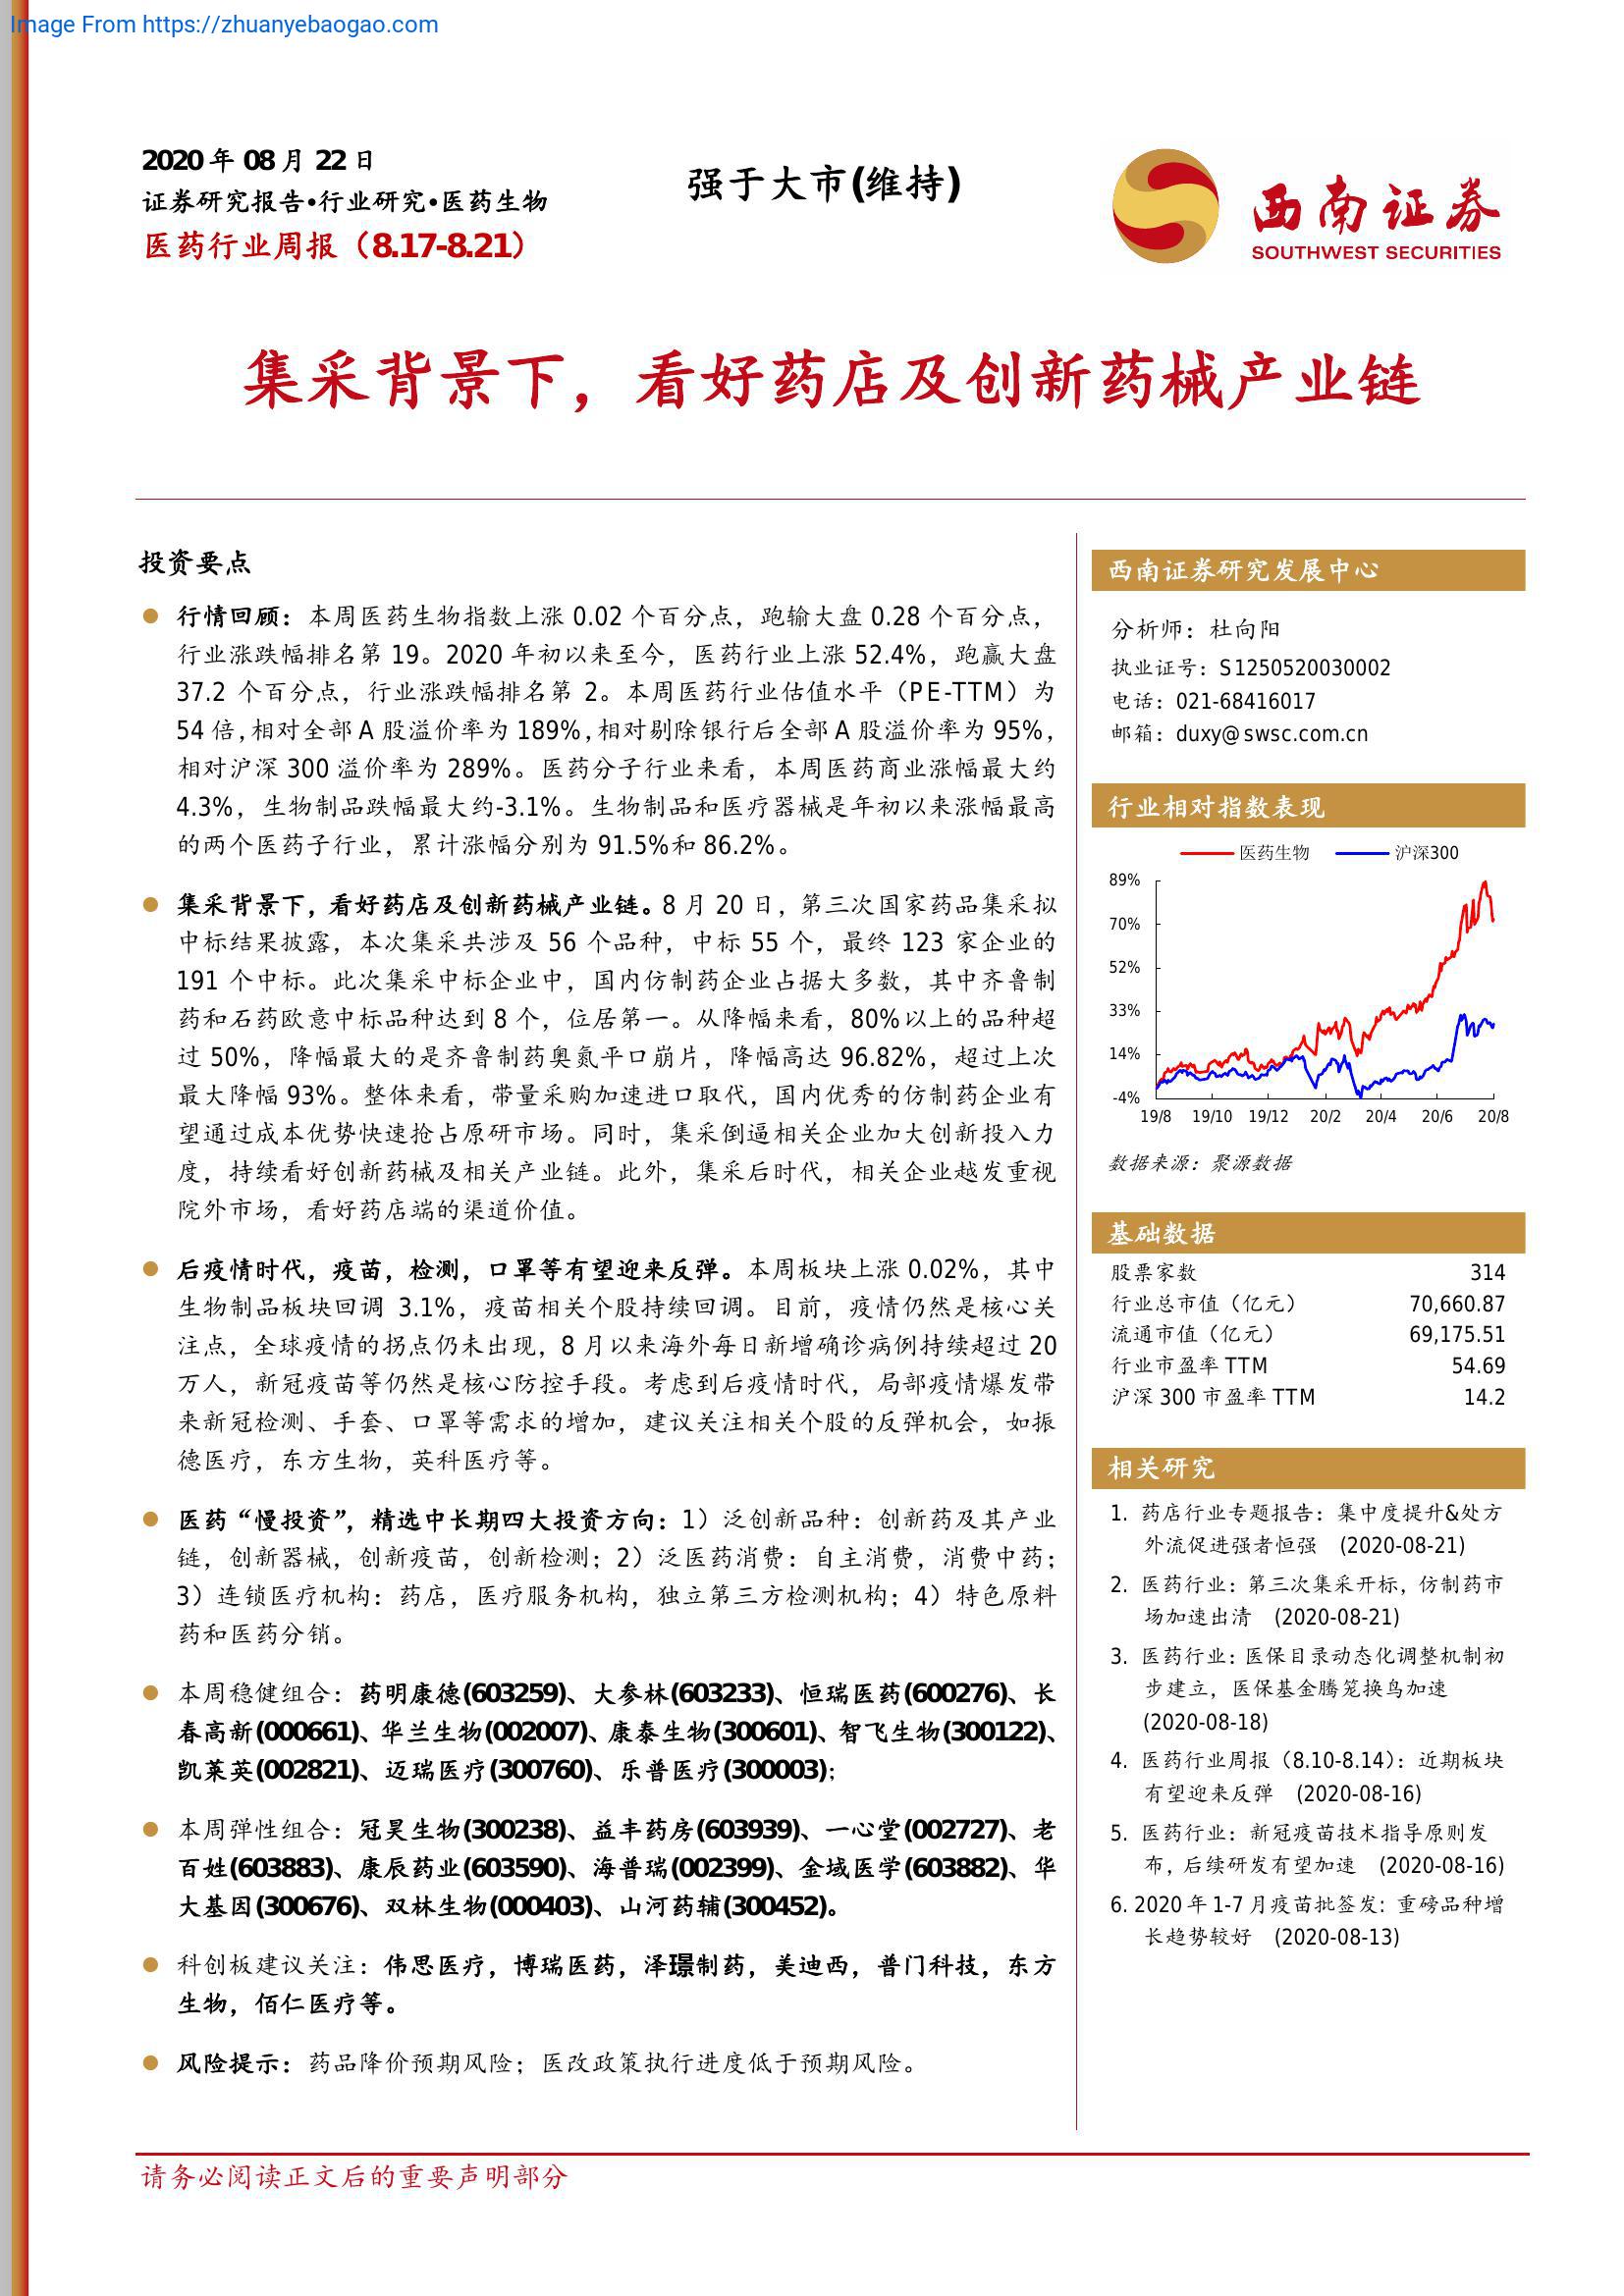 Image From https://zhuanyebaogao.com
2020 年 08 月 22 日
证券研究报告•行业研究•医药生物
医药行业周报（8.17-8.21）
强于大市(维持)
西南证券
SOUTHWEST SECURITIES
集采背景下，看好药店及创新药械产业链
投资要点
行情回顾：本周医药生物指数上涨 0.02 个百分点，跑输大盘 0.28 个百分点，
行业涨跌幅排名第 19。2020 年初以来至今，医药行业上涨 52.4%，跑赢大盘
37.2 个百分点，行业涨跌幅排名第 2。本周医药行业估值水平（PE-TTM）为
54 倍，相对全部 A 股溢价率为 189%，相对剔除银行后全部 A 股溢价率为 95%，
相对沪深 300 溢价率为 289%。医药分子行业来看，本周医药商业涨幅最大约
4.3%，生物制品跌幅最大约-3.1%。生物制品和医疗器械是年初以来涨幅最高
的两个医药子行业，累计涨幅分别为 91.5%和 86.2%。
集采背景下，看好药店及创新药械产业链。8 月 20 日，第三次国家药品集采拟
中标结果披露，本次集采共涉及 56 个品种，中标 55 个，最终 123 家企业的
191 个中标。此次集采中标企业中，国内仿制药企业占据大多数，其中齐鲁制
药和石药欧意中标品种达到 8 个，位居第一。从降幅来看，80%以上的品种超
过 50%，降幅最大的是齐鲁制药奥氮平口崩片，降幅高达 96.82%，超过上次
最大降幅 93%。整体来看，带量采购加速进口取代，国内优秀的仿制药企业有
望通过成本优势快速抢占原研市场。同时，集采倒逼相关企业加大创新投入力
度，持续看好创新药械及相关产业链。此外，集采后时代，相关企业越发重视
院外市场，看好药店端的渠道价值。
后疫情时代，疫苗，检测，口罩等有望迎来反弹。本周板块上涨 0.02%，其中
生物制品板块回调 3.1%，疫苗相关个股持续回调。目前，疫情仍然是核心关
注点，全球疫情的拐点仍未出现，8 月以来海外每日新增确诊病例持续超过 20
万人，新冠疫苗等仍然是核心防控手段。考虑到后疫情时代，局部疫情爆发带
来新冠检测、手套、口罩等需求的增加，建议关注相关个股的反弹机会，如振
德医疗，东方生物，英科医疗等。
医药“慢投资”，精选中长期四大投资方向：1）泛创新品种：创新药及其产业
链，创新器械，创新疫苗，创新检测；2）泛医药消费：自主消费，消费中药；
3）连锁医疗机构：药店，医疗服务机构，独立第三方检测机构；4）特色原料
药和医药分销。
本周稳健组合：药明康德(603259)、大参林(603233)、恒瑞医药(600276)、长
春高新(000661)、华兰生物(002007)、康泰生物(300601)、智飞生物(300122)、
凯莱英(002821)、迈瑞医疗(300760)、乐普医疗(300003)；
本周弹性组合：冠昊生物(300238)、益丰药房(603939)、一心堂(002727)、老
百姓(603883)、康辰药业(603590)、海普瑞(002399)、金域医学(603882)、华
大基因(300676)、双林生物(000403)、山河药辅(300452)。
科创板建议关注：伟思医疗，博瑞医药，泽璟制药，美迪西，普门科技，东方
生物，佰仁医疗等。
风险提示：药品降价预期风险；医改政策执行进度低于预期风险。
西南证券研究发展中心
分析师：杜向阳
执业证号：S1250520030002
电话：021-68416017
邮箱：duxy@swsc.com.cn
行业相对指数表现
医药生物 沪深300
89%
70%
52%
33%
14%
-4%
19/8 19/10 19/12 20/2 20/4 20/6 20/8
数据来源：聚源数据
基础数据
股票家数 314
行业总市值（亿元） 70,660.87
流通市值（亿元） 69,175.51
行业市盈率 TTM 54.69
沪深 300 市盈率 TTM 14.2
相关研究
1. 药店行业专题报告：集中度提升&处方
外流促进强者恒强 (2020-08-21)
2. 医药行业：第三次集采开标，仿制药市
场加速出清 (2020-08-21)
3. 医药行业：医保目录动态化调整机制初
步建立，医保基金腾笼换鸟加速
(2020-08-18)
4. 医药行业周报（8.10-8.14）：近期板块
有望迎来反弹 (2020-08-16)
5. 医药行业：新冠疫苗技术指导原则发
布，后续研发有望加速 (2020-08-16)
6. 2020 年 1-7 月疫苗批签发：重磅品种增
长趋势较好 (2020-08-13)
请务必阅读正文后的重要声明部分